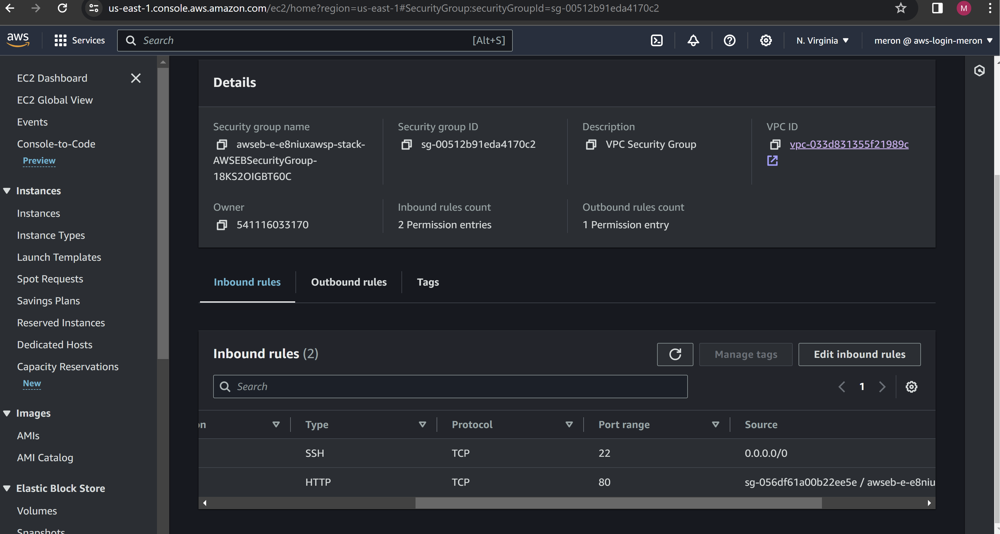 us-east-1.console.aws.amazon.com/ec2/home?region=us-east-1#SecurityGroup:securityGroupId=sg-00512b91eda4170c2
M
aws
Services
Search
[Alt+S]
N. Virginia
meron @ aws-login-meron
EC2 Dashboard
EC2 Global View
Events
Console-to-Code
Preview
Instances
Instances
Instance Types
Launch Templates
Spot Requests
Savings Plans
Reserved Instances
Dedicated Hosts
Capacity Reservations
New
Images
AMIs
AMI Catalog
Elastic Block Store
Volumes
Snapshots
Details
Security group name
awseb-e-e8niuxawsp-stack-
AWSEBSecurityGroup-
18KS2OIGBT60C
Security group ID
sg-00512b91eda4170c2
Description
VPC Security Group
VPC ID
vpc-033d831355f21989c
Owner
541116033170
Inbound rules count
2 Permission entries
Outbound rules count
1 Permission entry
Inbound rules
Outbound rules
Tags
Inbound rules (2)
Manage tags
Edit inbound rules
Search
1
on Type Protocol Port range Source
SSH TCP 22 0.0.0.0/0
HTTP TCP 80 sg-056df61a00b22ee5e / awseb-e-e8niu